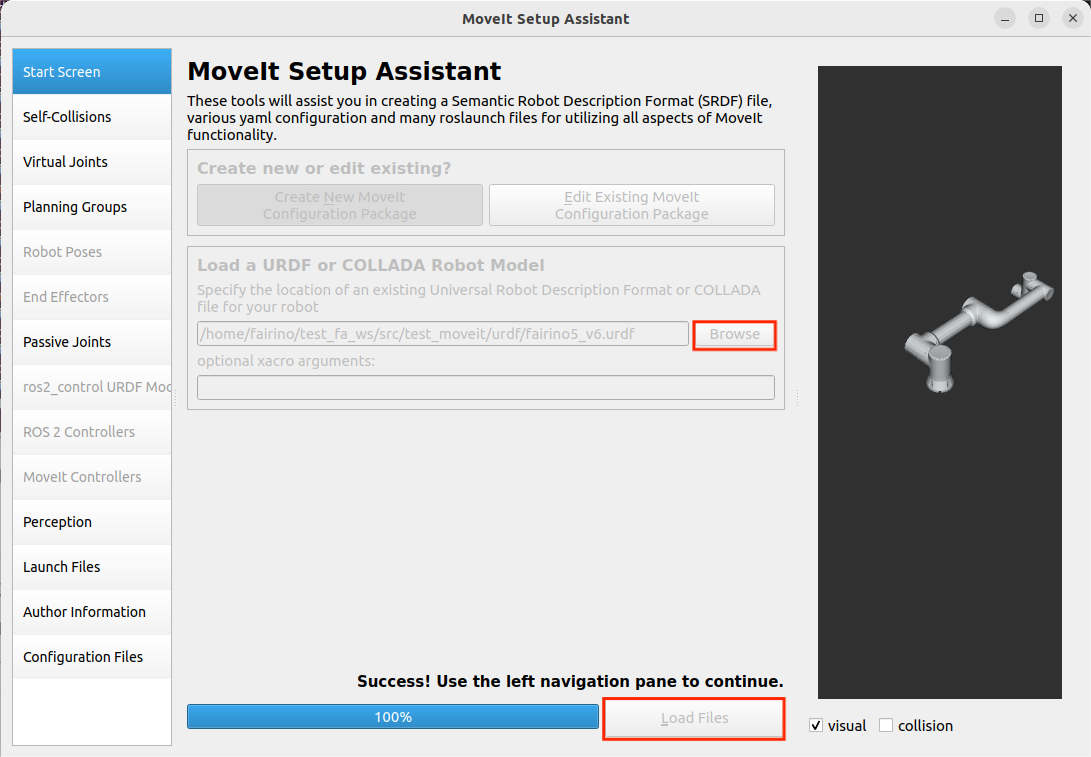 MoveIt Setup Assistant
Start Screen
Self-Collisions
Virtual Joints
Planning Groups
Robot Poses
End Effectors
Passive Joints
ros2_control URDF Mod
ROS 2 Controllers
MoveIt Controllers
Perception
Launch Files
Author Information
Configuration Files
MoveIt Setup Assistant
These tools will assist you in creating a Semantic Robot Description Format (SRDF) file,
various yaml configuration and many roslaunch files for utilizing all aspects of MoveIt
functionality.
Create new or edit existing?
Create New MoveIt
Configuration Package
Edit Existing MoveIt
Configuration Package
Load a URDF or COLLADA Robot Model
Specify the location of an existing Universal Robot Description Format or COLLADA
file for your robot
/home/fairino/test_fa_ws/src/test_moveit/urdf/fairino5_v6.urdf
Browse
optional xacro arguments:
Success! Use the left navigation pane to continue.
100%
Load Files
visual
collision